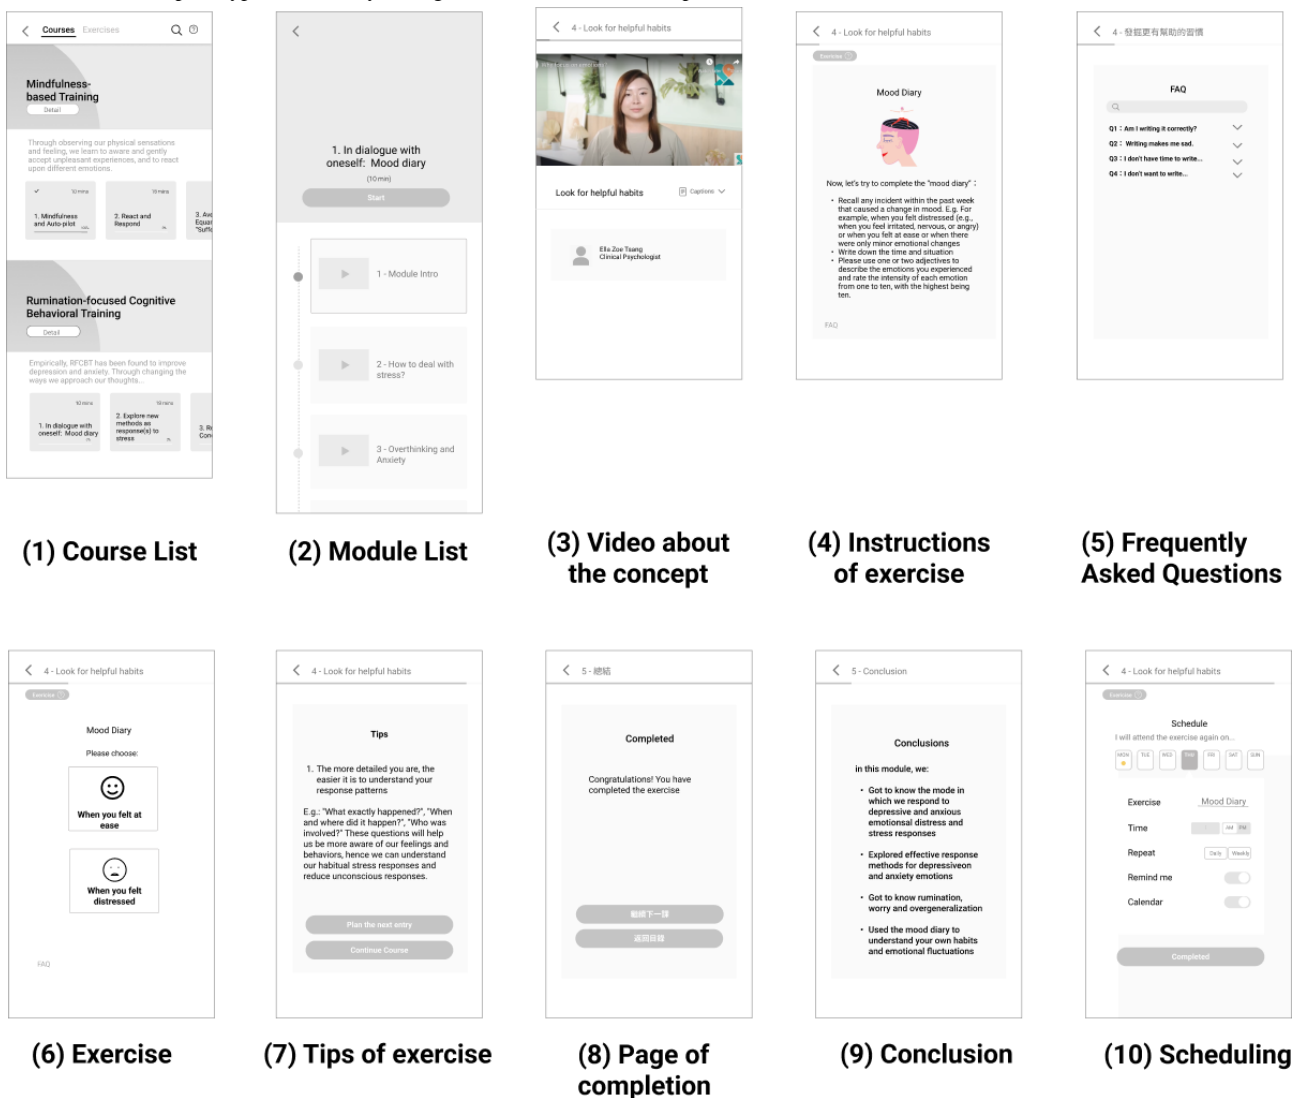 Courses Exercises
Mindfulness-
based Training
Detail
Through observing our physical sensations
and feeling, we learn to aware and gently
accept unpleasant experiences, and to react
upon different emotions.
10 mins
10 mins
1. Mindfulness
and Auto-pilot
2. React and
Respond
3. Ave
Equan
"Suffe
Rumination-focused Cognitive
Behavioral Training
Detail
Empirically, RFCBT has been found to improve
depression and anxiety. Through changing the
ways we approach our thoughts...
10 mins
10 mins
1. In dialogue with
oneself: Mood diary
2. Explore new
methods as
response(s) to
stress
3. Ru
Con
(1) Course List
1. In dialogue with
oneself: Mood diary
(10 min)
Start
1 - Module Intro
2 - How to deal with
stress?
3 - Overthinking and
Anxiety
(2) Module List
4 - Look for helpful habits
Look for helpful habits
Captions
Ella Zoe Tsang
Clinical Psychologist
(3) Video about
the concept
4 - Look for helpful habits
Exercise
Mood Diary
Now, let's try to complete the "mood diary"：
• Recall any incident within the past week
that caused a change in mood. E.g. For
example, when you felt distressed (e.g.,
when you feel irritated, nervous, or angry)
or when you felt at ease or when there
were only minor emotional changes
• Write down the time and situation
• Please use one or two adjectives to
describe the emotions you experienced
and rate the intensity of each emotion
from one to ten, with the highest being
ten.
FAQ
(4) Instructions
of exercise
4 - 發掘更有幫助的習慣
FAQ
Q1：Am I writing it correctly?
Q2：Writing makes me sad.
Q3：I don't have time to write...
Q4：I don't want to write...
(5) Frequently
Asked Questions
4 - Look for helpful habits
Exercise
Mood Diary
Please choose:
When you felt at
ease
When you felt
distressed
FAQ
(6) Exercise
4 - Look for helpful habits
Tips
1. The more detailed you are, the
easier it is to understand your
response patterns
E.g.: "What exactly happened?", "When
and where did it happen?", "Who was
involved?" These questions will help
us be more aware of our feelings and
behaviors, hence we can understand
our habitual stress responses and
reduce unconscious responses.
Plan the next entry
Continue Course
(7) Tips of exercise
5 - 總結
Completed
Congratulations! You have
completed the exercise
繼續下一課
返回目錄
(8) Page of
completion
5 - Conclusion
Conclusions
in this module, we:
• Got to know the mode in
which we respond to
depressive and anxious
emotionsal distress and
stress responses
• Explored effective response
methods for depressiveon
and anxiety emotions
• Got to know rumination,
worry and overgeneralization
• Used the mood diary to
understand your own habits
and emotional fluctuations
(9) Conclusion
4 - Look for helpful habits
Exercise
Schedule
I will attend the exercise again on...
MON TUE WED THU FRI SAT SUN
Exercise Mood Diary
Time AM PM
Repeat Daily Weekly
Remind me
Calendar
Completed
(10) Scheduling